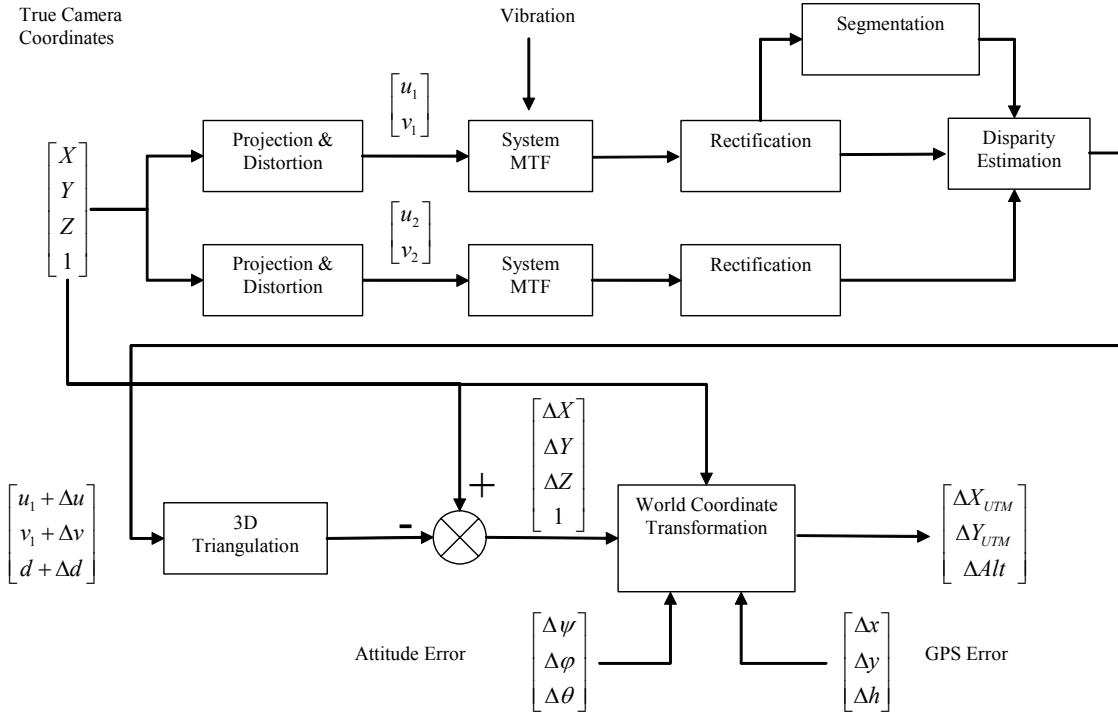 True Camera
Coordinates
Vibration
Segmentation
[u₁
v₁]
Projection &
Distortion
System
MTF
Rectification
Disparity
Estimation
[X
Y
Z
1]
[u₂
v₂]
Projection &
Distortion
System
MTF
Rectification
[ΔX
ΔY
ΔZ
1]
+
[u₁ + Δu
v₁ + Δv
d + Δd]
3D
Triangulation
-
World Coordinate
Transformation
[ΔX_UTM
ΔY_UTM
ΔAlt]
Attitude Error
[Δψ
Δφ
Δθ]
[Δx
Δy
Δh]
GPS Error